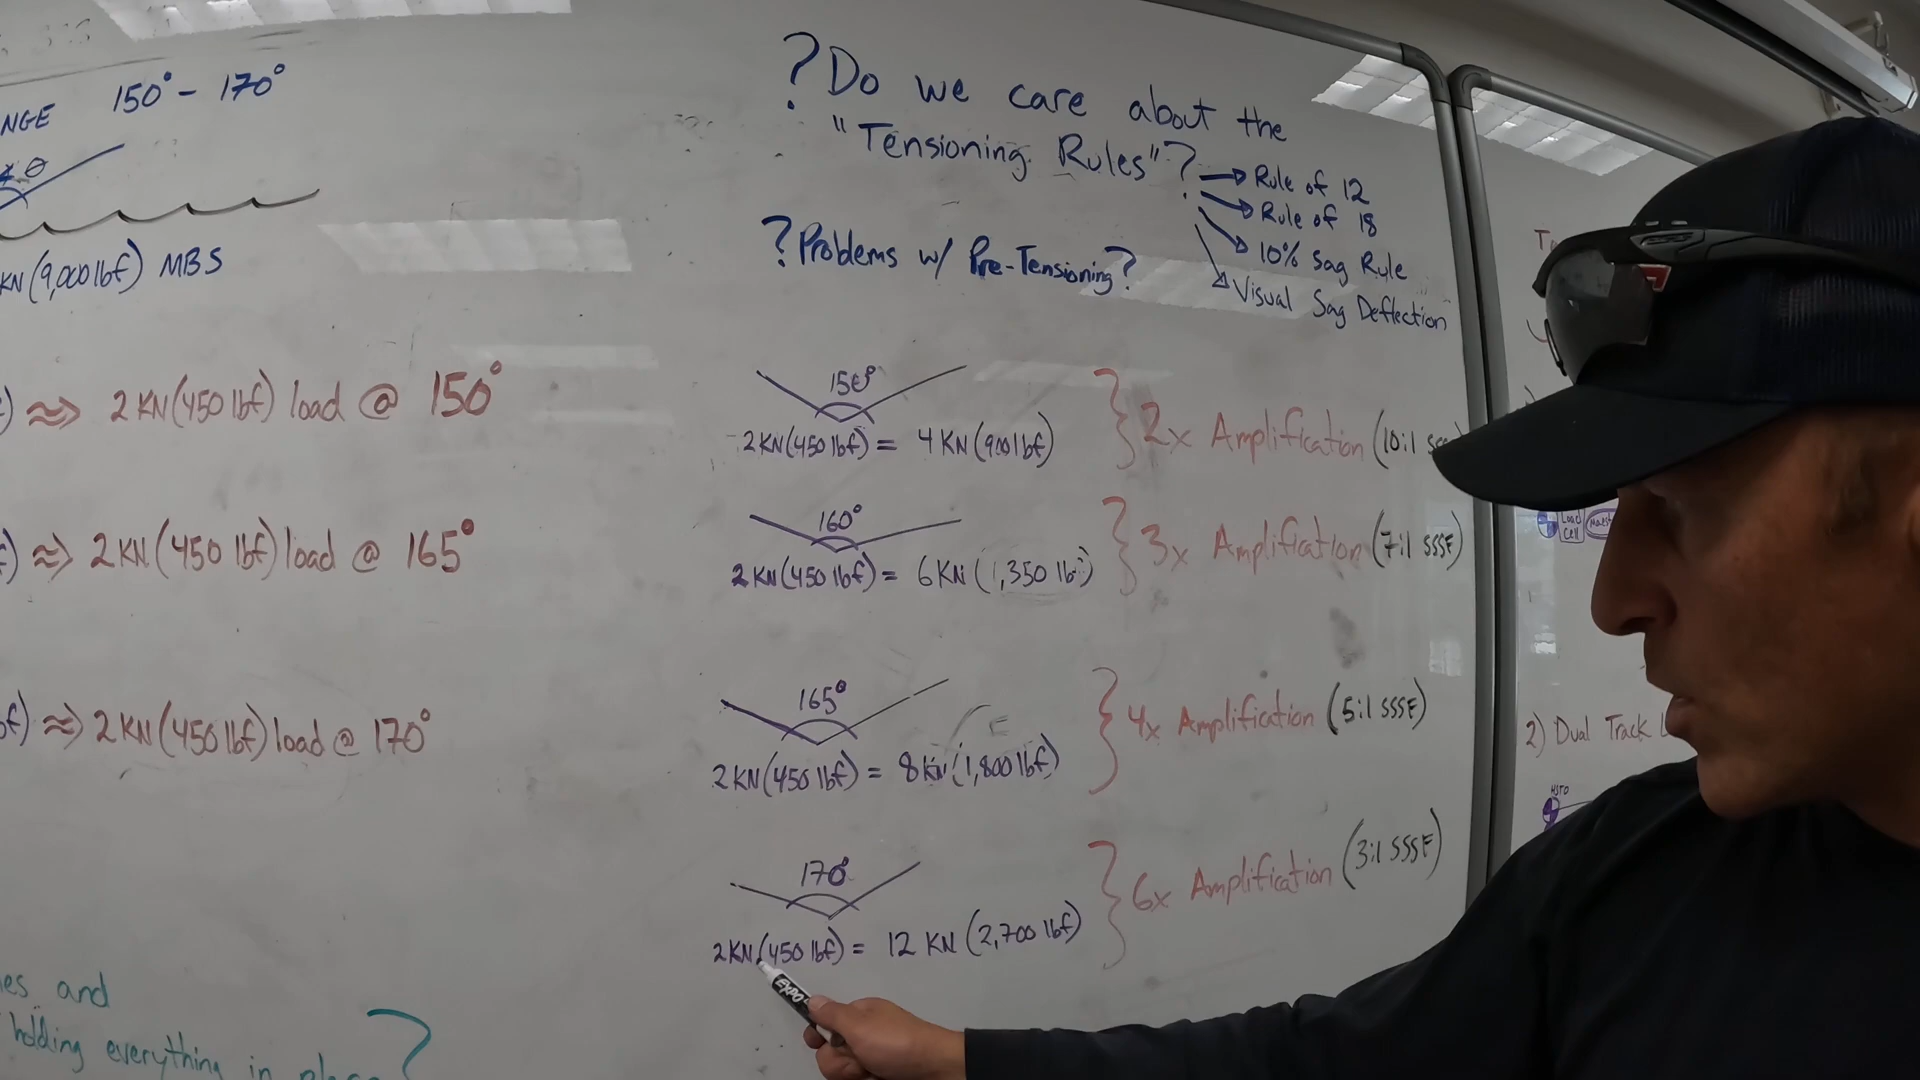 NGE 150° - 170°
θ
KN (9,000 lbf) MBS
) ≈> 2 KN (450 lbf) load @ 150°
) ≈> 2 KN (450 lbf) load @ 165°
bf) ≈> 2 KN (450 lbf) load @ 170°
es and
holding everything in place
? Do we care about the
"Tensioning Rules"?
→ Rule of 12
→ Rule of 18
→ 10% Sag Rule
→ Visual Sag Deflection
? Problems w/ Pre-Tensioning?
150°
2 KN (450 lbf) = 4 KN (900 lbf)
} 2x Amplification (10:1 SS
160°
2 KN (450 lbf) = 6 KN (1,350 lbf)
} 3x Amplification (7:1 SSSF)
165°
2 KN (450 lbf) = 8 KN (1,800 lbf)
} 4x Amplification (5:1 SSSF)
170°
2 KN (450 lbf) = 12 KN (2,700 lbf)
} 6x Amplification (3:1 SSSF)
EXPO
Load
Cell
2) Dual Track